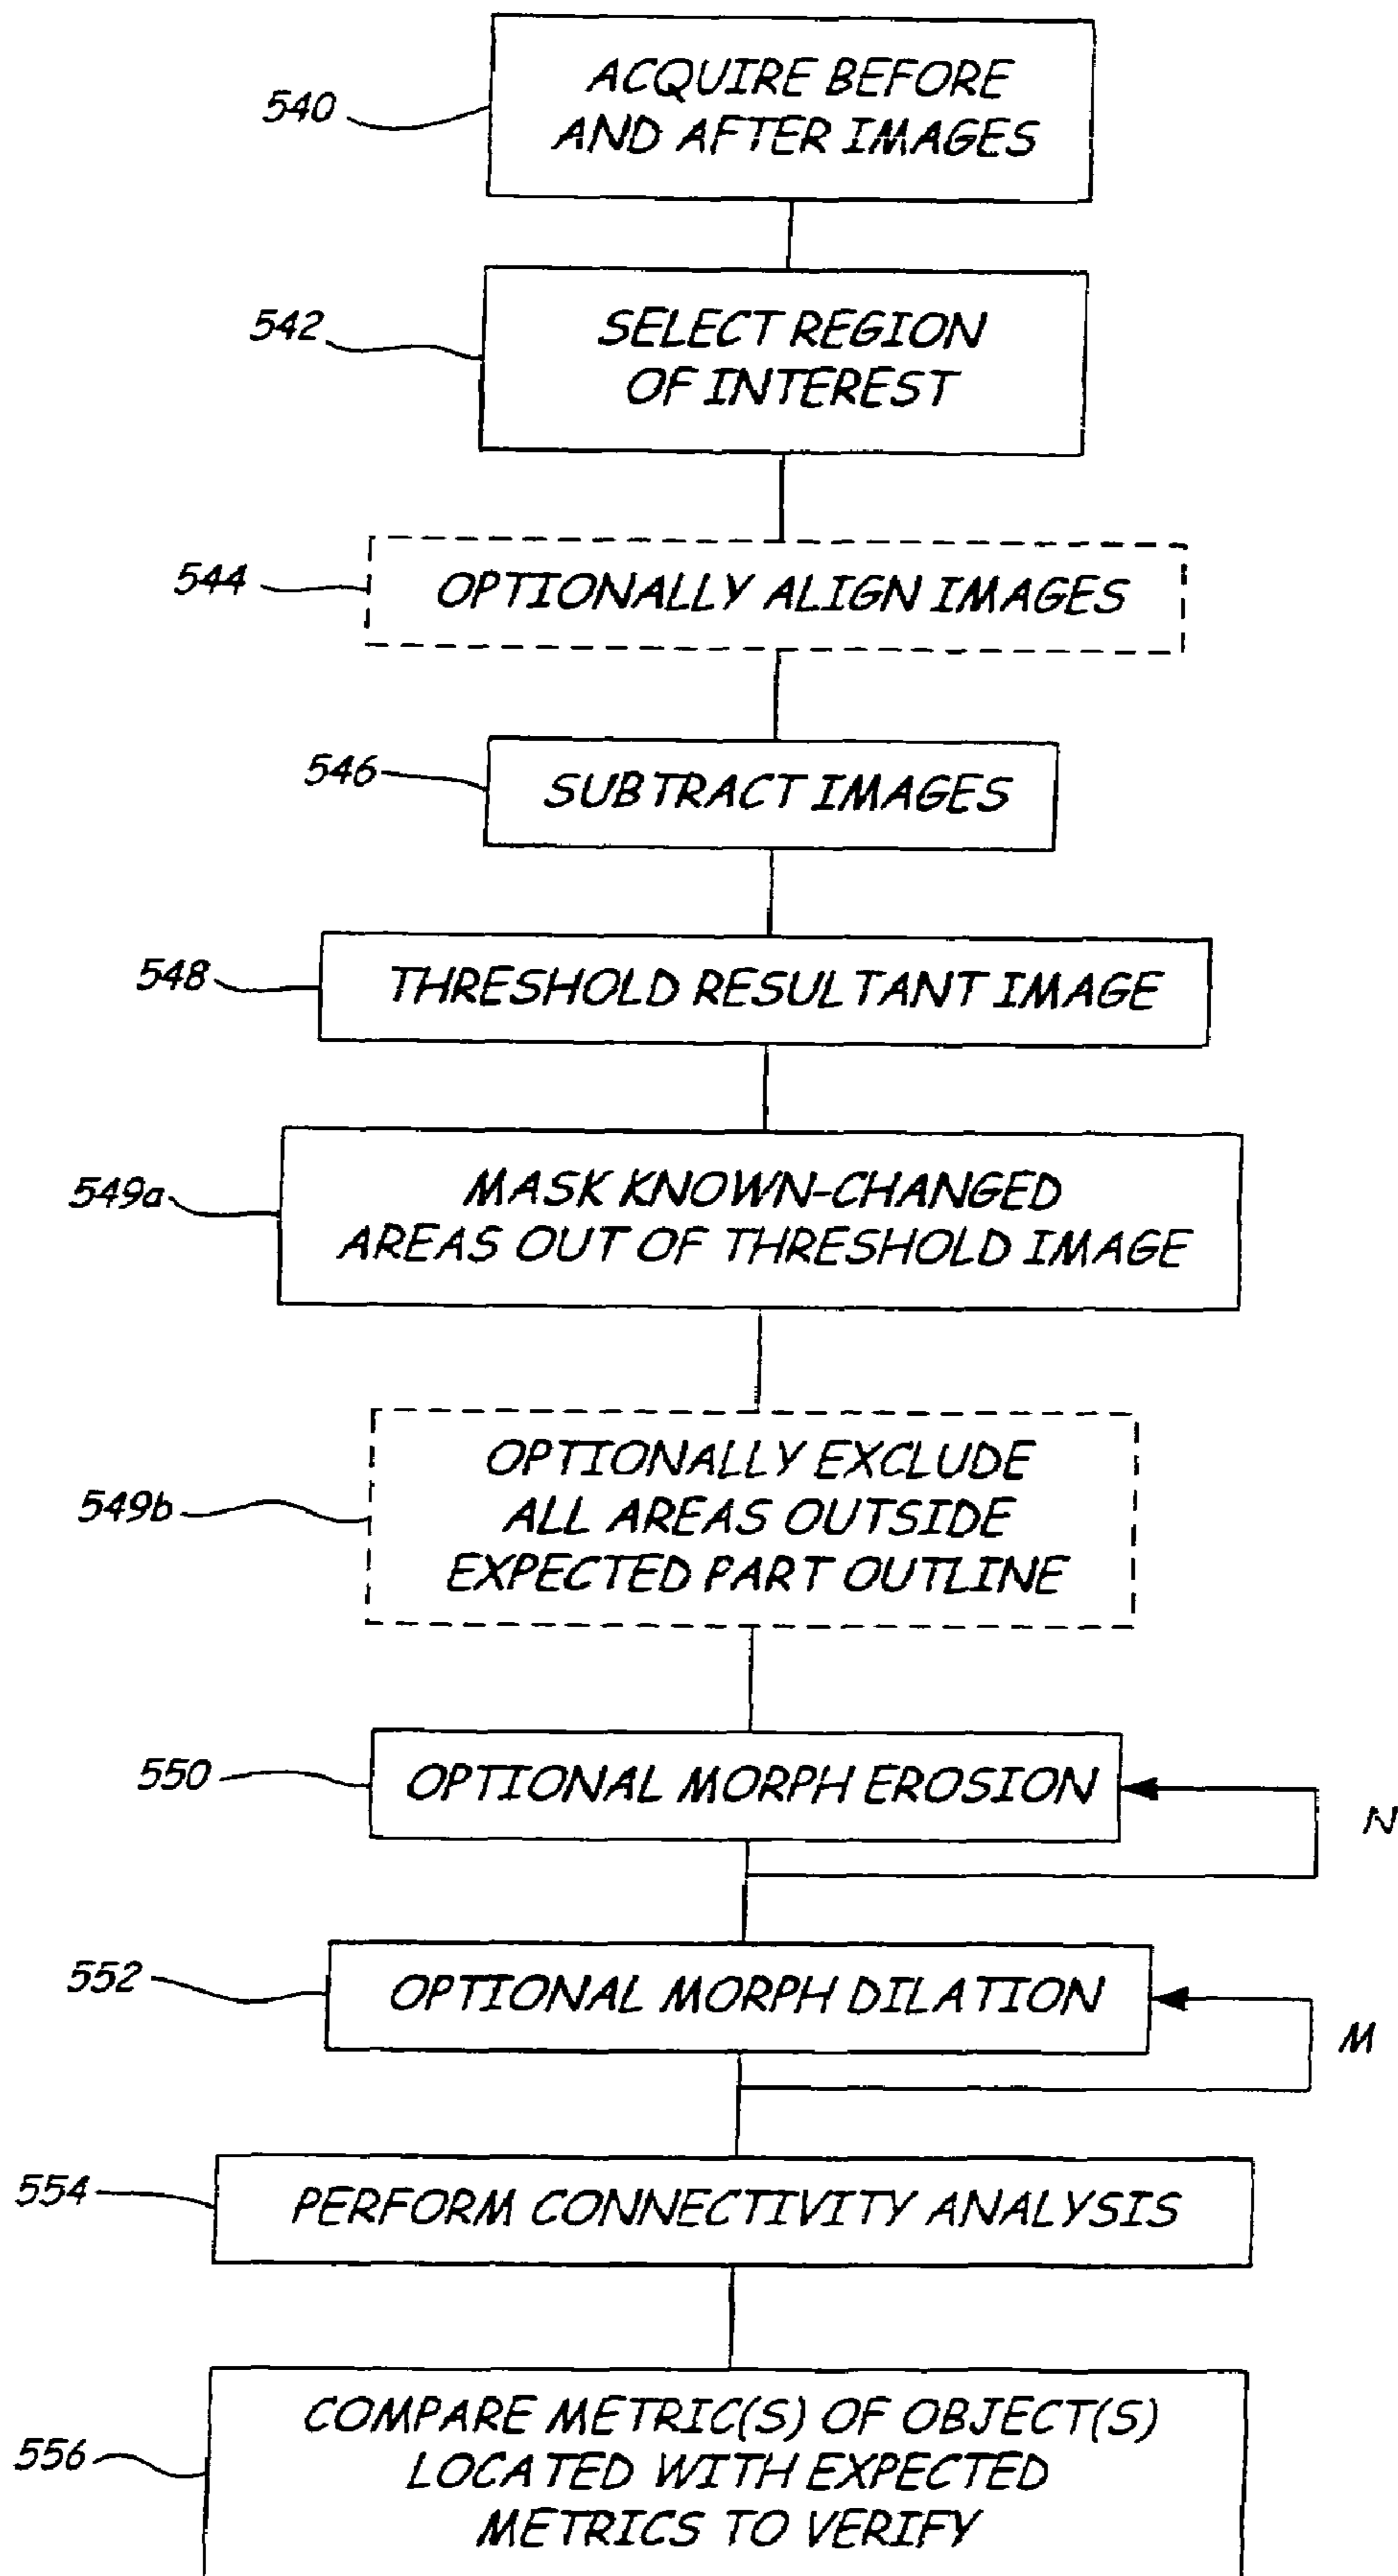 540
ACQUIRE BEFORE
AND AFTER IMAGES
542
SELECT REGION
OF INTEREST
544
OPTIONALLY ALIGN IMAGES
546
SUBTRACT IMAGES
548
THRESHOLD RESULTANT IMAGE
549a
MASK KNOWN-CHANGED
AREAS OUT OF THRESHOLD IMAGE
549b
OPTIONALLY EXCLUDE
ALL AREAS OUTSIDE
EXPECTED PART OUTLINE
550
OPTIONAL MORPH EROSION
N
552
OPTIONAL MORPH DILATION
M
554
PERFORM CONNECTIVITY ANALYSIS
556
COMPARE METRIC(S) OF OBJECT(S)
LOCATED WITH EXPECTED
METRICS TO VERIFY